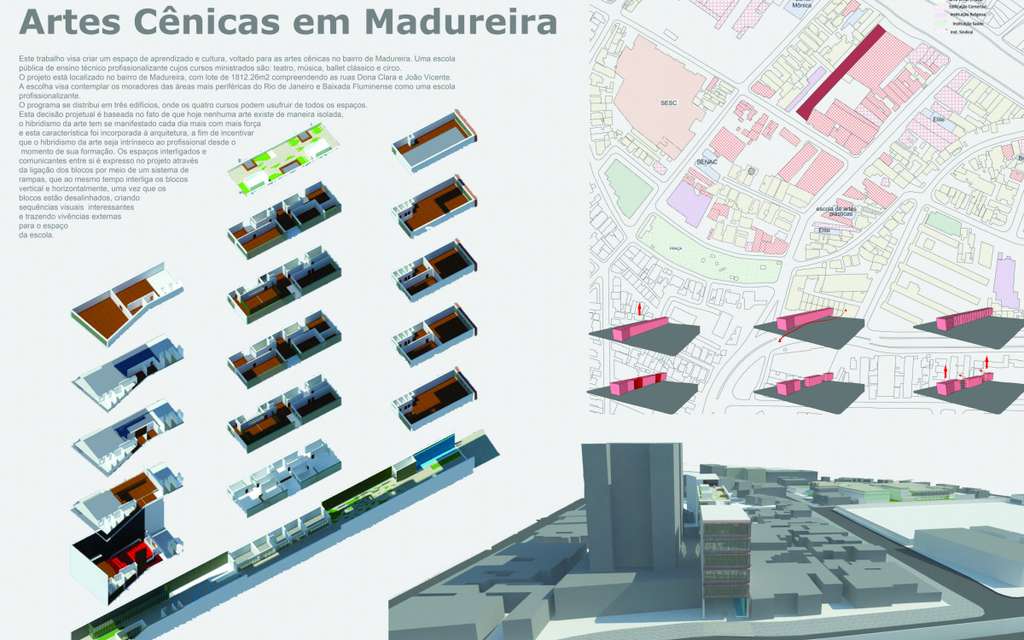 Artes Cênicas em Madureira
Este trabalho visa criar um espaço de aprendizado e cultura, voltado para as artes cênicas no bairro de Madureira. Uma escola
pública de ensino técnico profissionalizante cujos cursos ministrados são: teatro, música, ballet clássico e circo.
O projeto está localizado no bairro de Madureira, com lote de 1812.26m2 compreendendo as ruas Dona Clara e João Vicente.
A escolha visa contemplar os moradores das áreas mais periféricas do Rio de Janeiro e Baixada Fluminense como uma escola
profissionalizante.
O programa se distribui em três edifícios, onde os quatro cursos podem usufruir de todos os espaços.
Esta decisão projetual é baseada no fato de que hoje nenhuma arte existe de maneira isolada,
o hibridismo da arte tem se manifestado cada dia mais com mais força
e esta característica foi incorporada à arquitetura, a fim de incentivar
que o hibridismo da arte seja intrínseco ao profissional desde o
momento de sua formação. Os espaços interligados e
comunicantes entre si é expresso no projeto através
da ligação dos blocos por meio de um sistema de
rampas, que ao mesmo tempo interliga os blocos
vertical e horizontalmente, uma vez que os
blocos estão desalinhados, criando
sequências visuais interessantes
e trazendo vivências externas
para o espaço
da escola.
Mórsica
Edificação Comercial
Instituição Religiosa
Instituição Saúde
Inst. Sindical
SESC
SENAC
escola de artes
plásticas
PRAÇA